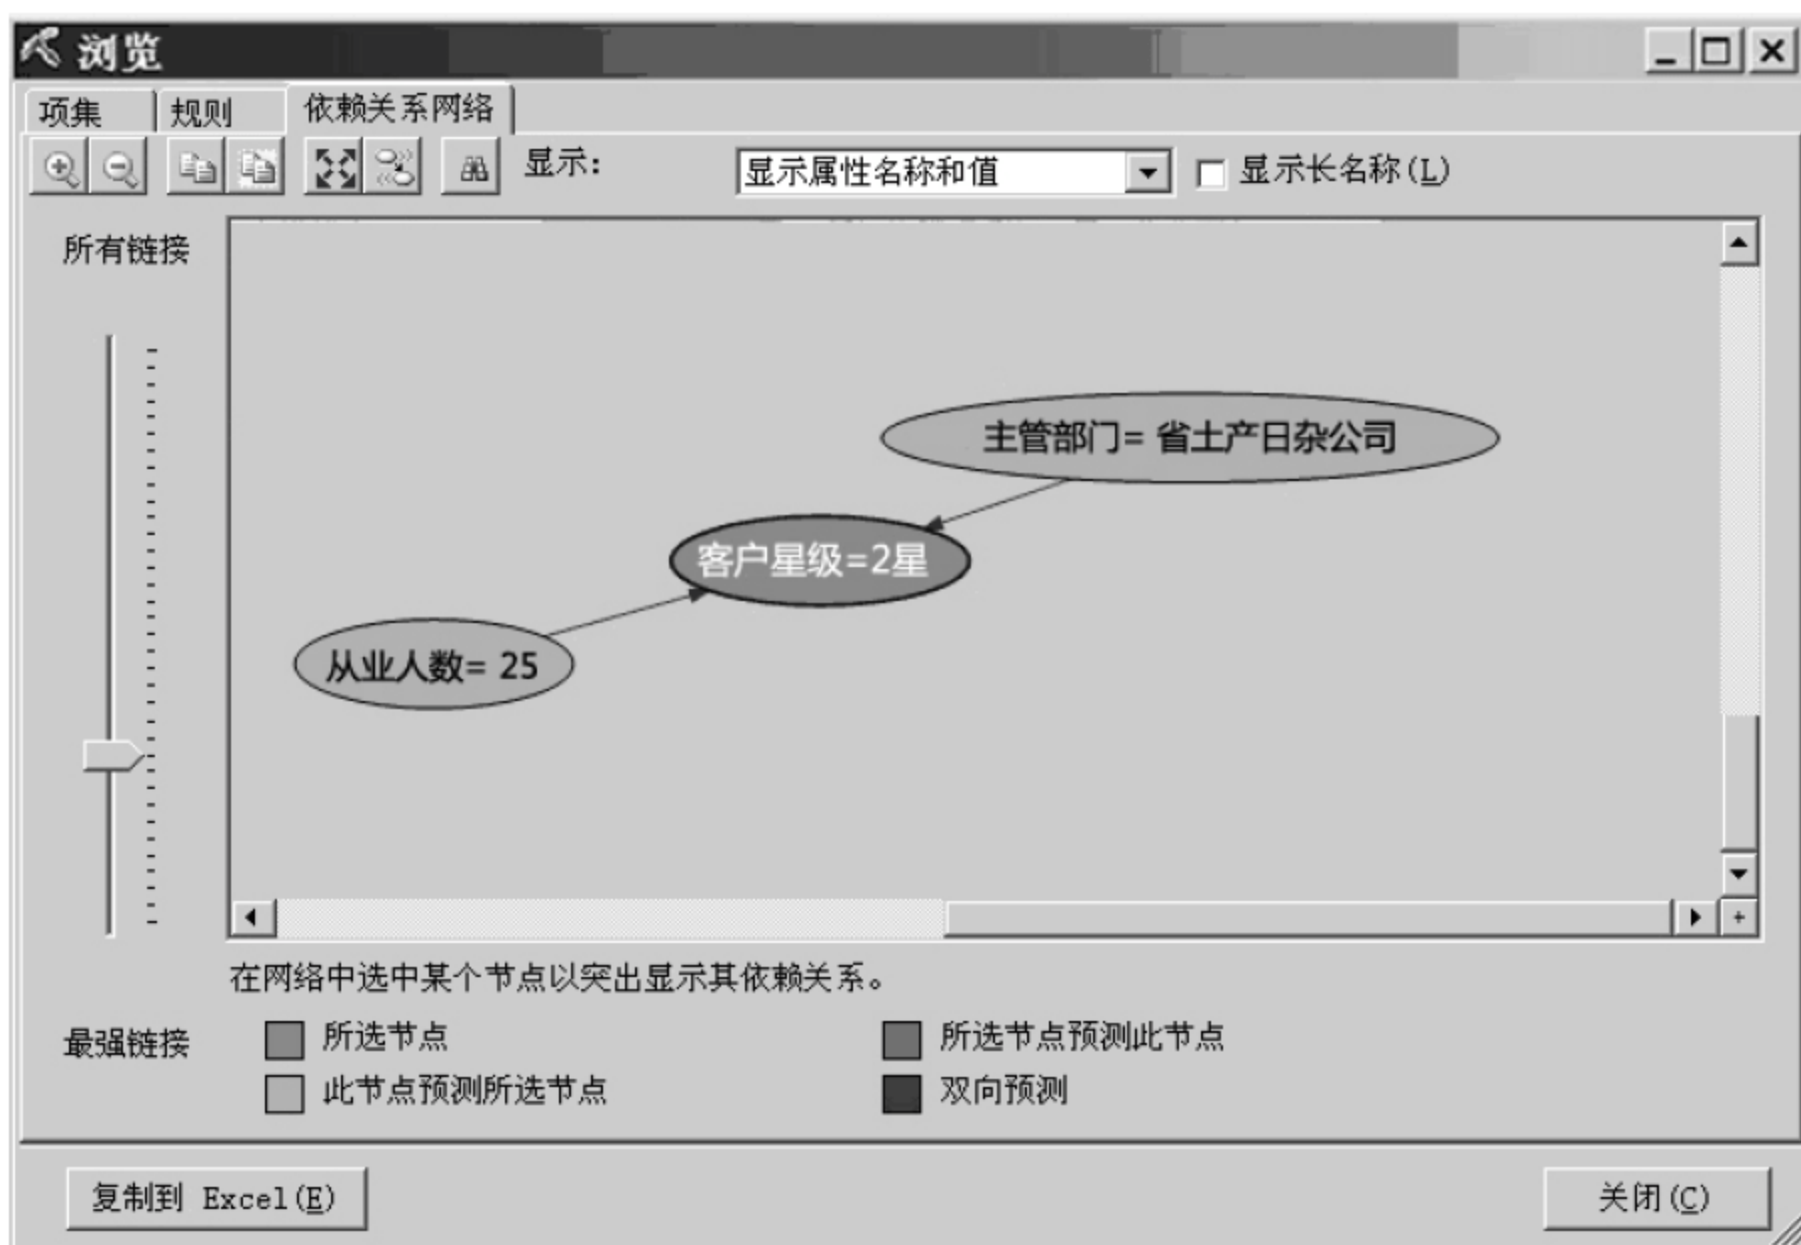 浏览
项集 规则 依赖关系网络
显示: 显示属性名称和值 显示长名称(L)
所有链接
主管部门= 省土产日杂公司
客户星级=2星
从业人数= 25
在网络中选中某个节点以突出显示其依赖关系。
最强链接
所选节点 所选节点预测此节点
此节点预测所选节点 双向预测
复制到 Excel(E) 关闭(C)